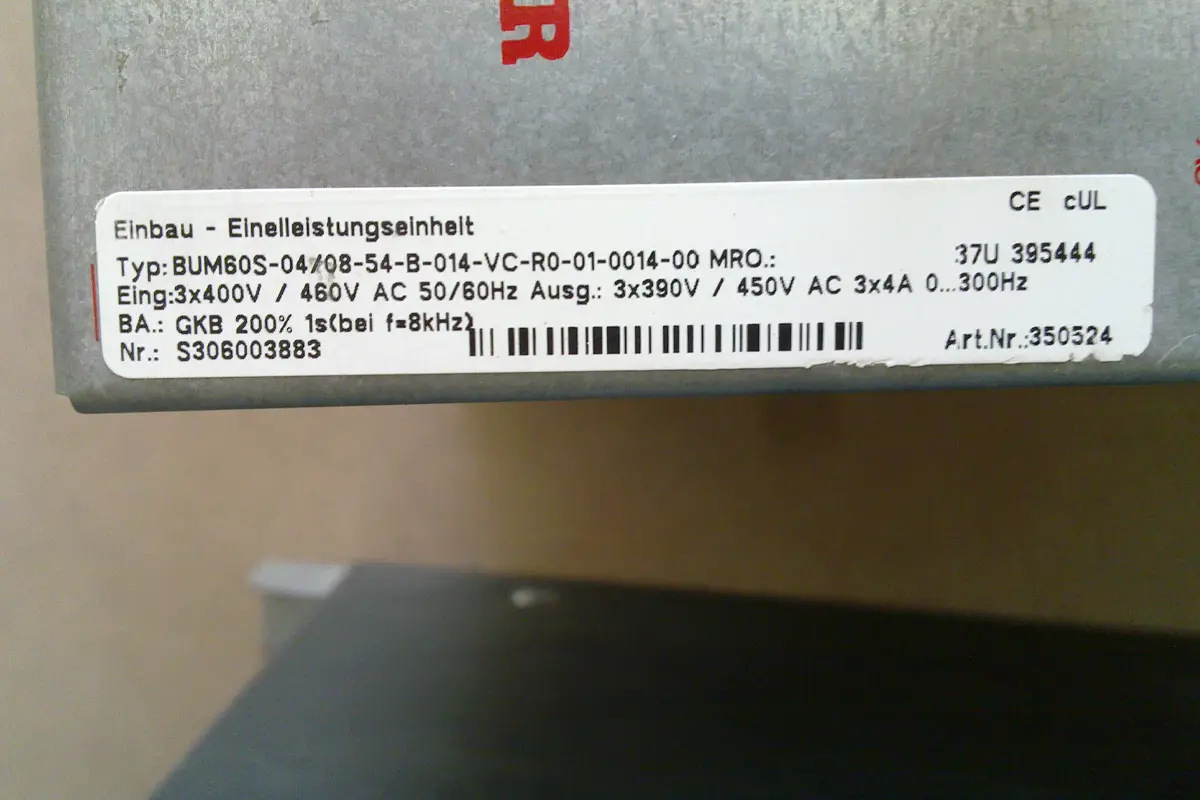 R
CE cUL
Einbau - Einelleistungseinheit
Typ:BUM60S-04/08-54-B-014-VC-R0-01-0014-00 MRO.: 37U 395444
Eing:3x400V / 460V AC 50/60Hz Ausg.: 3x390V / 450V AC 3x4A 0...300Hz
BA.: GKB 200% 1s(bei f=8kHz)
Nr.: S306003883
Art.Nr.:350524